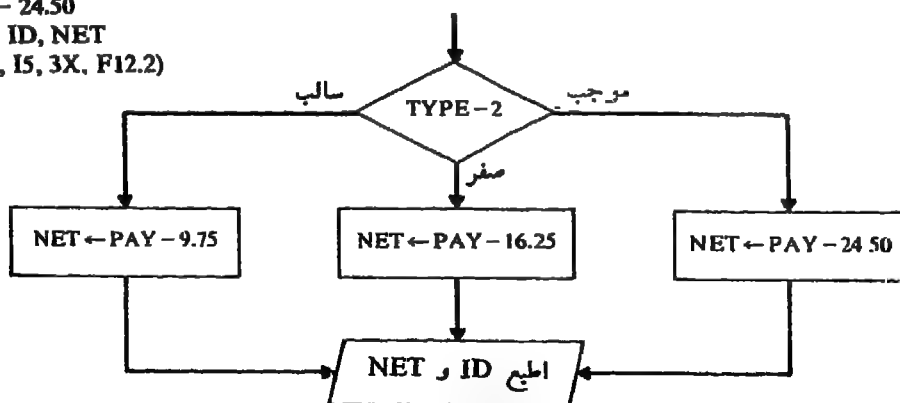 - 24.50
ID, NET
, I5, 3X, F12.2)
سالب
TYPE-2
موجب
صفر
NET←PAY-9.75
NET←PAY-16.25
NET←PAY-24 50
اطبع ID و NET